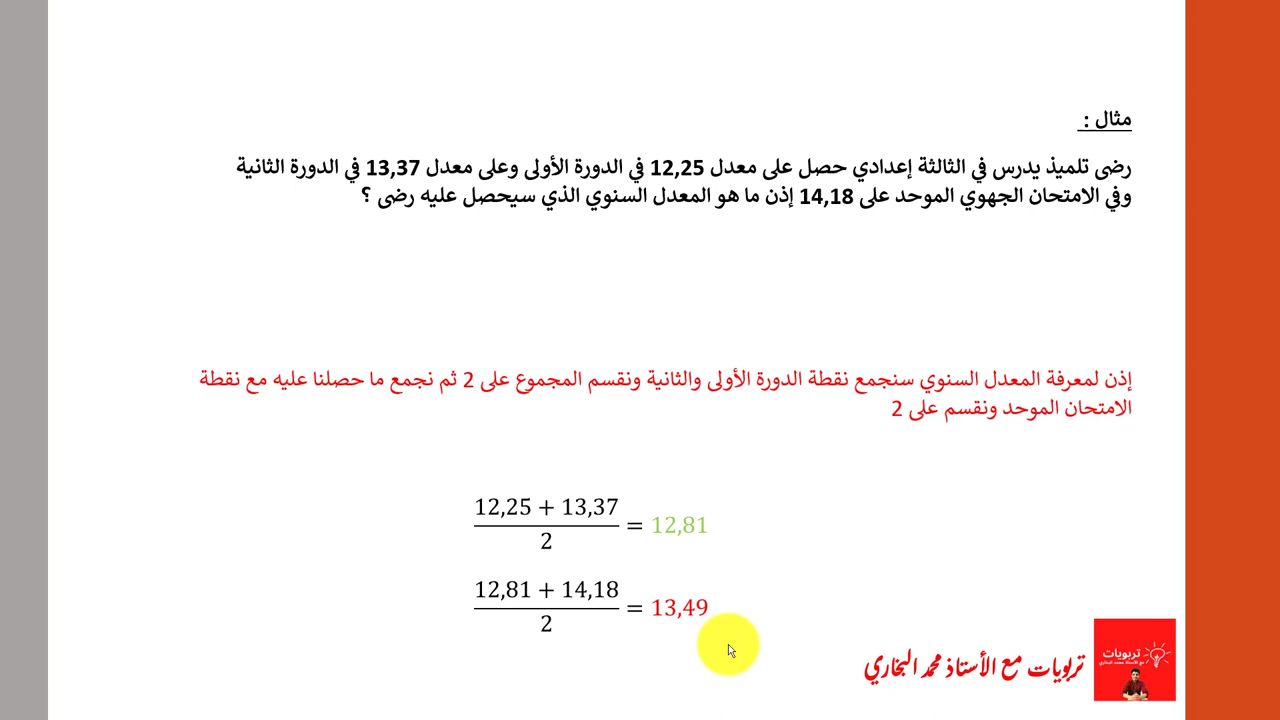 مثال :
رضى تلميذ يدرس في الثالثة إعدادي حصل على معدل 12,25 في الدورة الأولى وعلى معدل 13,37 في الدورة الثانية
وفي الامتحان الجهوي الموحد على 14,18 إذن ما هو المعدل السنوي الذي سيحصل عليه رضى ؟
إذن لمعرفة المعدل السنوي سنجمع نقطة الدورة الأولى والثانية ونقسم المجموع على 2 ثم نجمع ما حصلنا عليه مع نقطة
الامتحان الموحد ونقسم على 2
12,25 + 13,37
2
= 12,81
12,81 + 14,18
2
= 13,49
تربويات مع الأستاذ محمد البخاري
تربويات
مع الأستاذ محمد البخاري